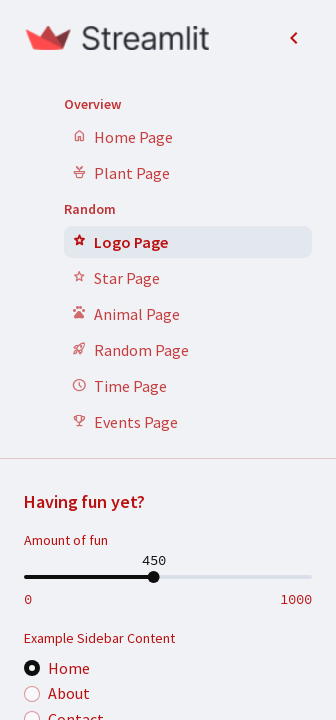 Streamlit
Overview
Home Page
Plant Page
Random
Logo Page
Star Page
Animal Page
Random Page
Time Page
Events Page
Having fun yet?
Amount of fun
450
0 1000
Example Sidebar Content
Home
About
Contact